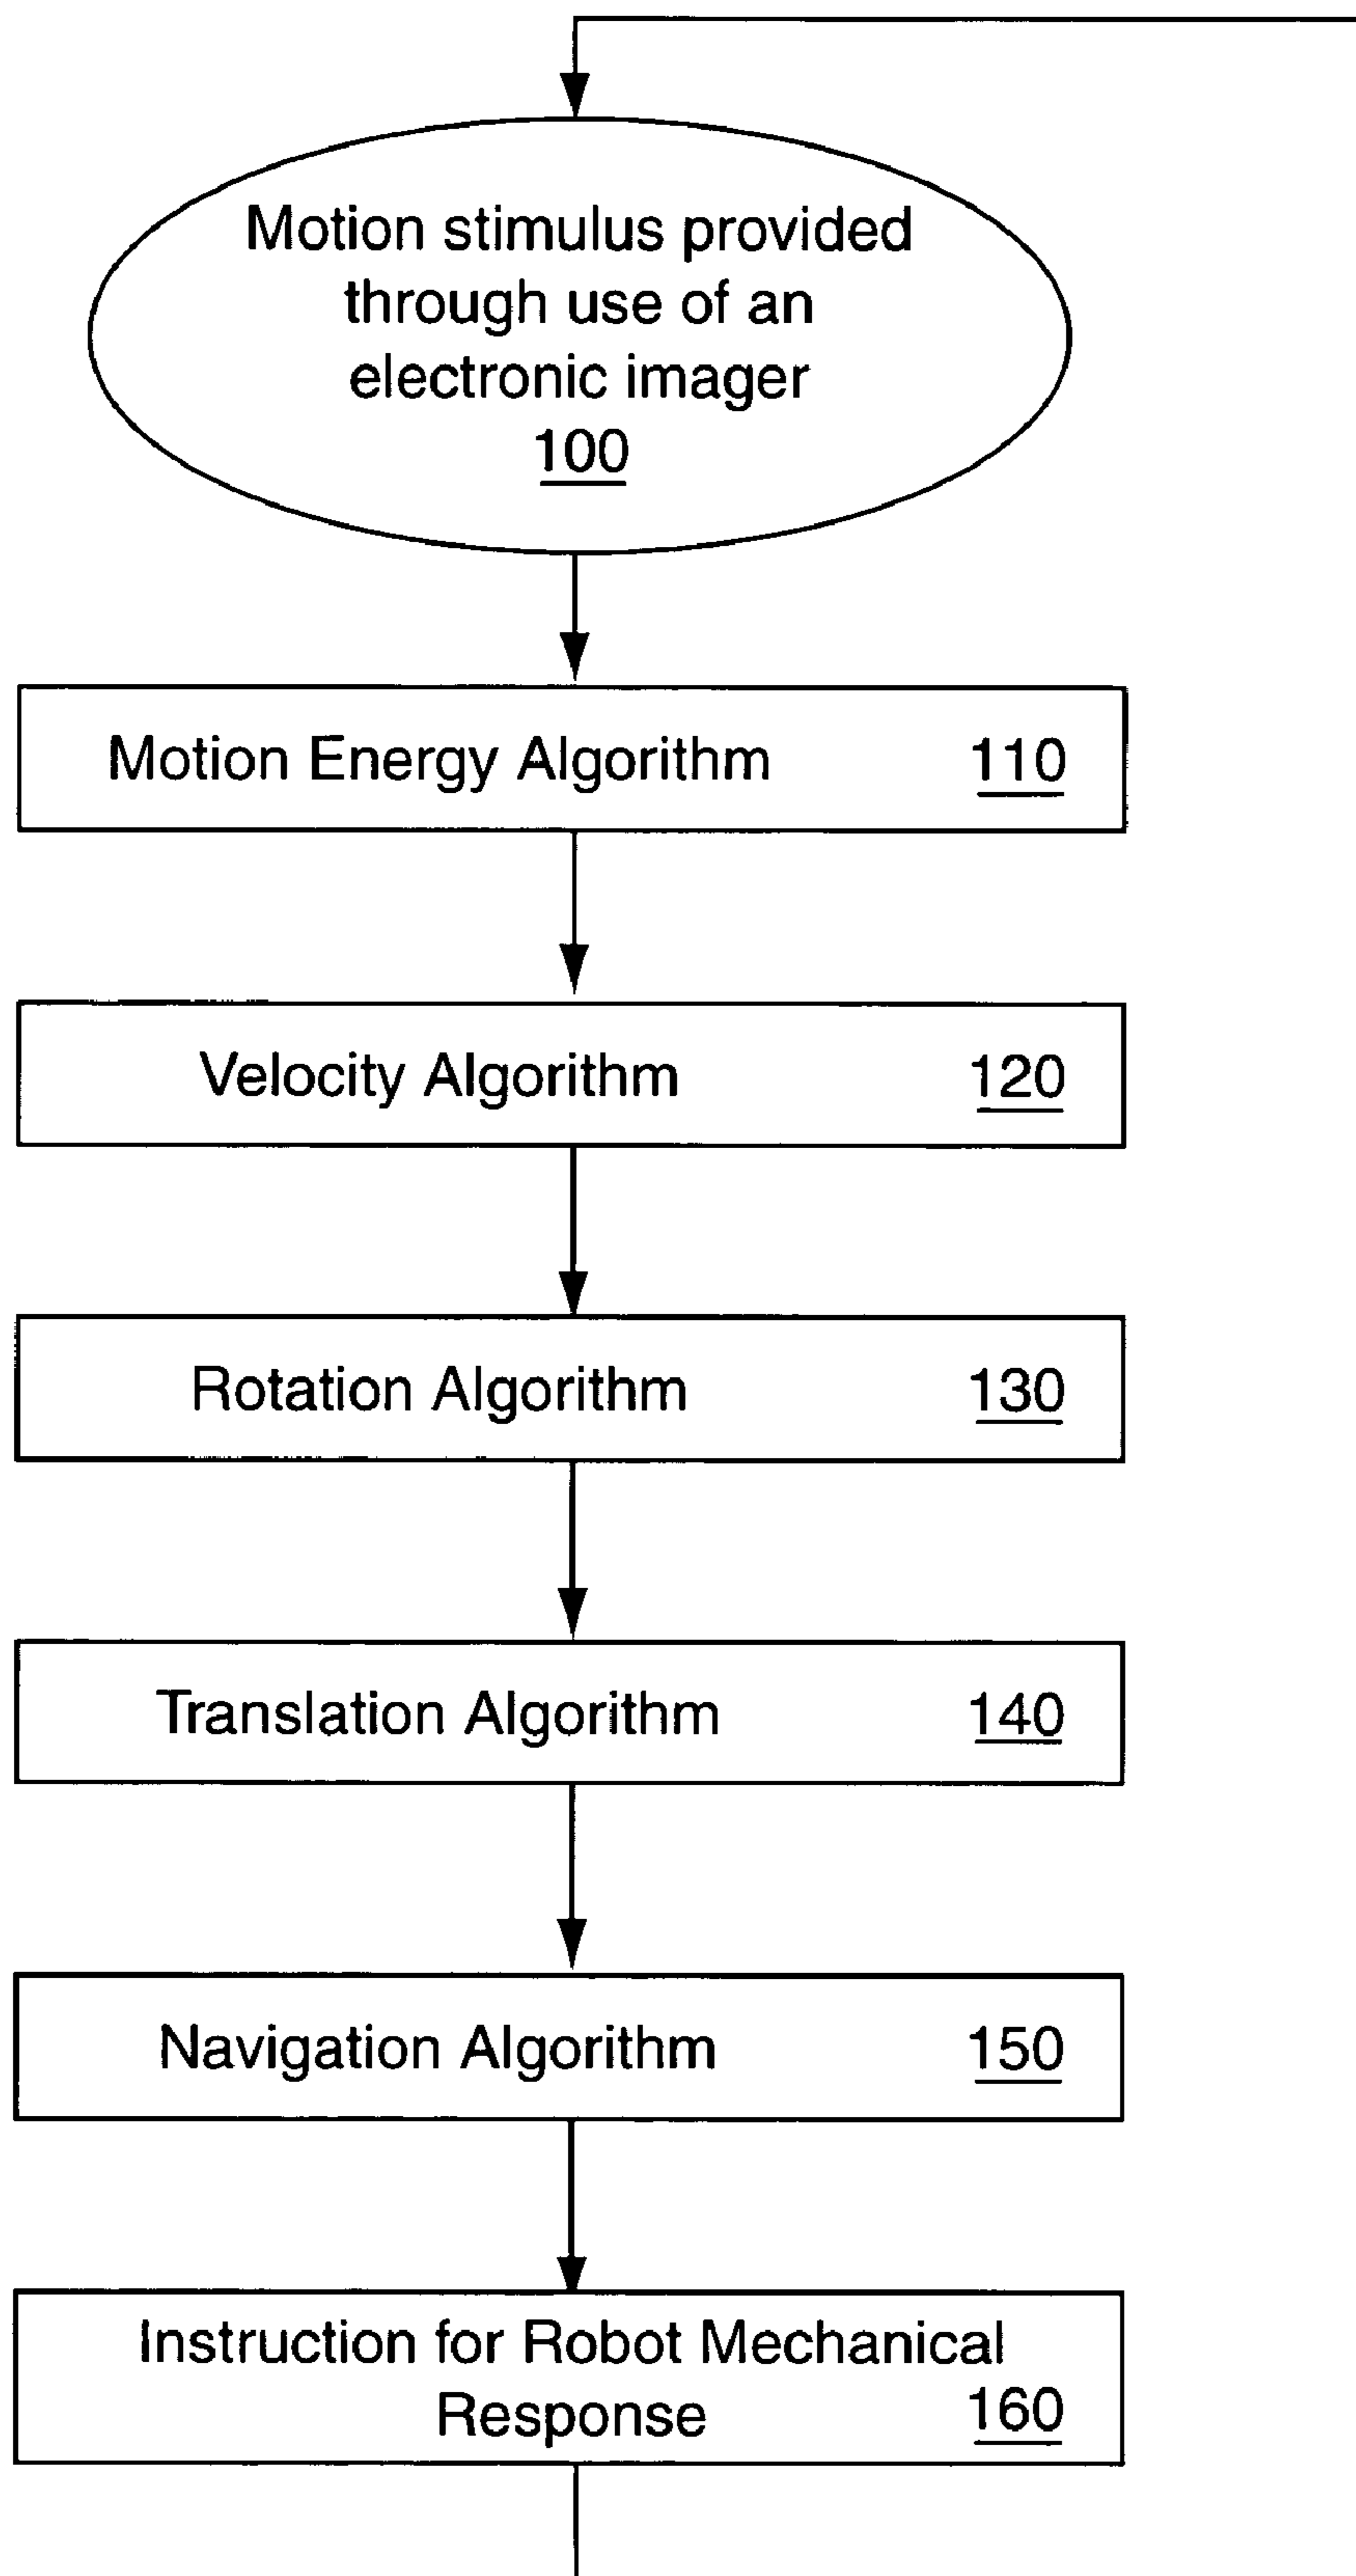 Motion stimulus provided
through use of an
electronic imager
100
Motion Energy Algorithm 110
Velocity Algorithm 120
Rotation Algorithm 130
Translation Algorithm 140
Navigation Algorithm 150
Instruction for Robot Mechanical
Response 160